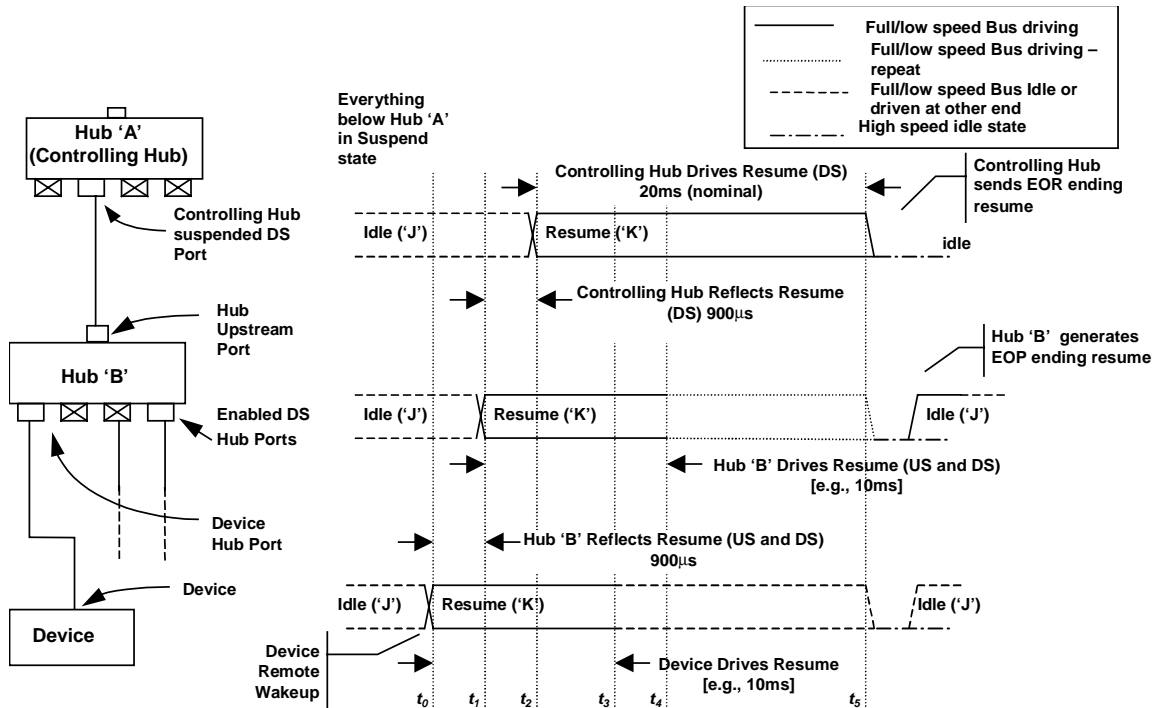 Full/low speed Bus driving
Full/low speed Bus driving –
repeat
Full/low speed Bus Idle or
driven at other end
High speed idle state
Hub ‘A’
(Controlling Hub)
Everything
below Hub ‘A’
in Suspend
state
Controlling Hub Drives Resume (DS)
20ms (nominal)
Controlling Hub
sends EOR ending
resume
Controlling Hub
suspended DS
Port
Idle (‘J’)
Resume (‘K’)
idle
Controlling Hub Reflects Resume
(DS) 900µs
Hub
Upstream
Port
Hub ‘B’ generates
EOP ending resume
Hub ‘B’
Enabled DS
Hub Ports
Idle (‘J’)
Resume (‘K’)
Idle (‘J’)
Hub ‘B’ Drives Resume (US and DS)
[e.g., 10ms]
Device
Hub Port
Hub ‘B’ Reflects Resume (US and DS)
900µs
Device
Idle (‘J’)
Resume (‘K’)
Idle (‘J’)
Device
Device
Remote
Wakeup
Device Drives Resume
[e.g., 10ms]
t0
t1
t2
t3
t4
t5